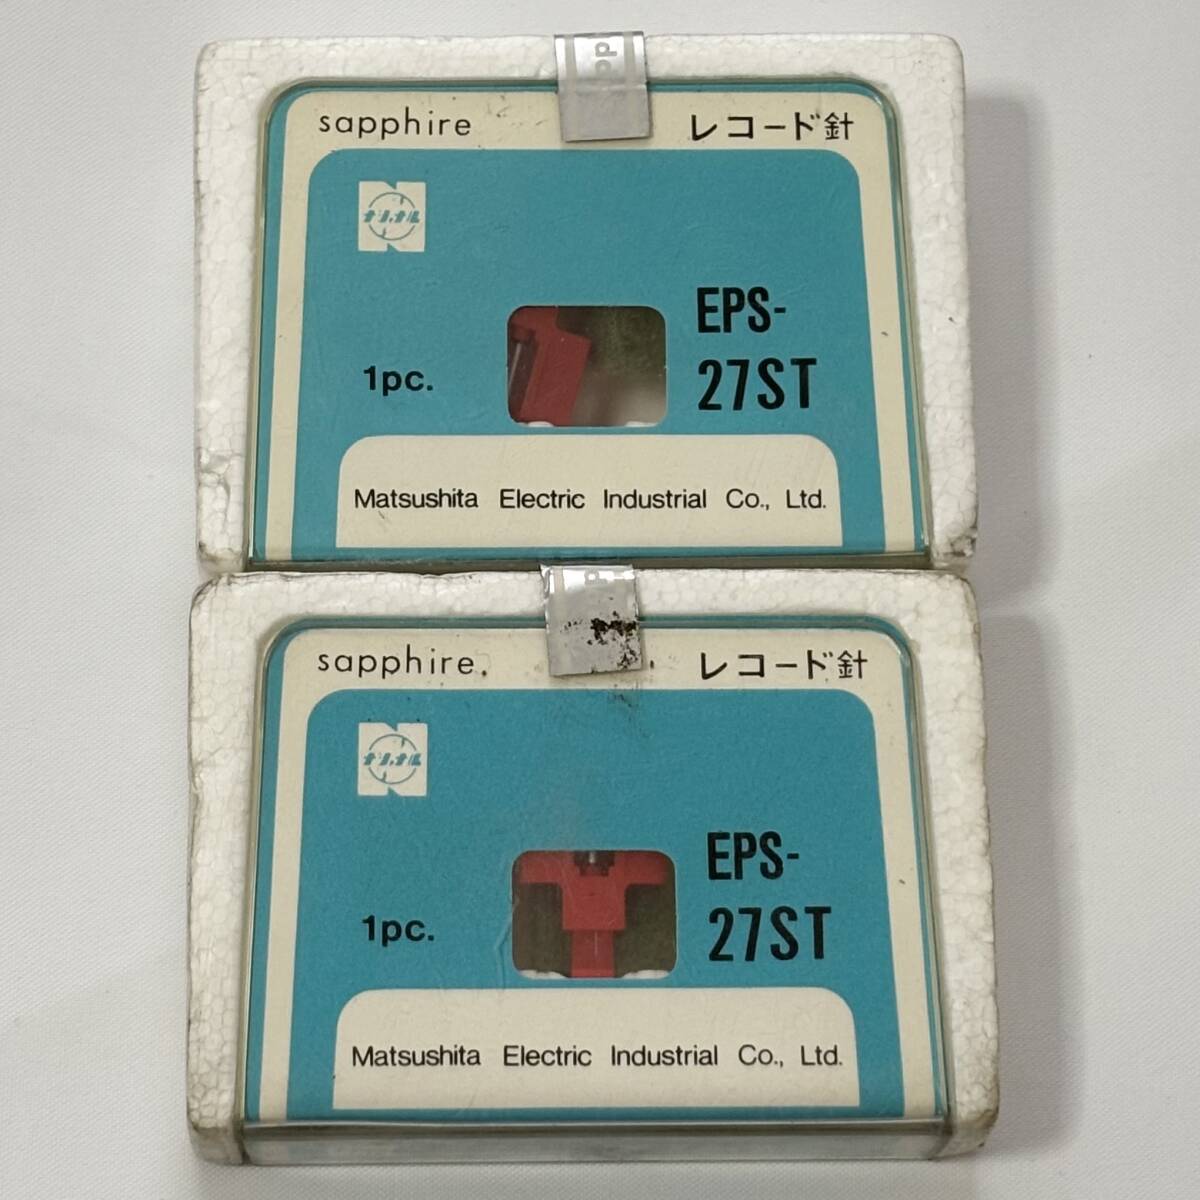 sapphire
レコード針
ナショナル
EPS-
27ST
1pc.
Matsushita Electric Industrial Co., Ltd.
sapphire
レコード針
ナショナル
EPS-
27ST
1pc.
Matsushita Electric Industrial Co., Ltd.